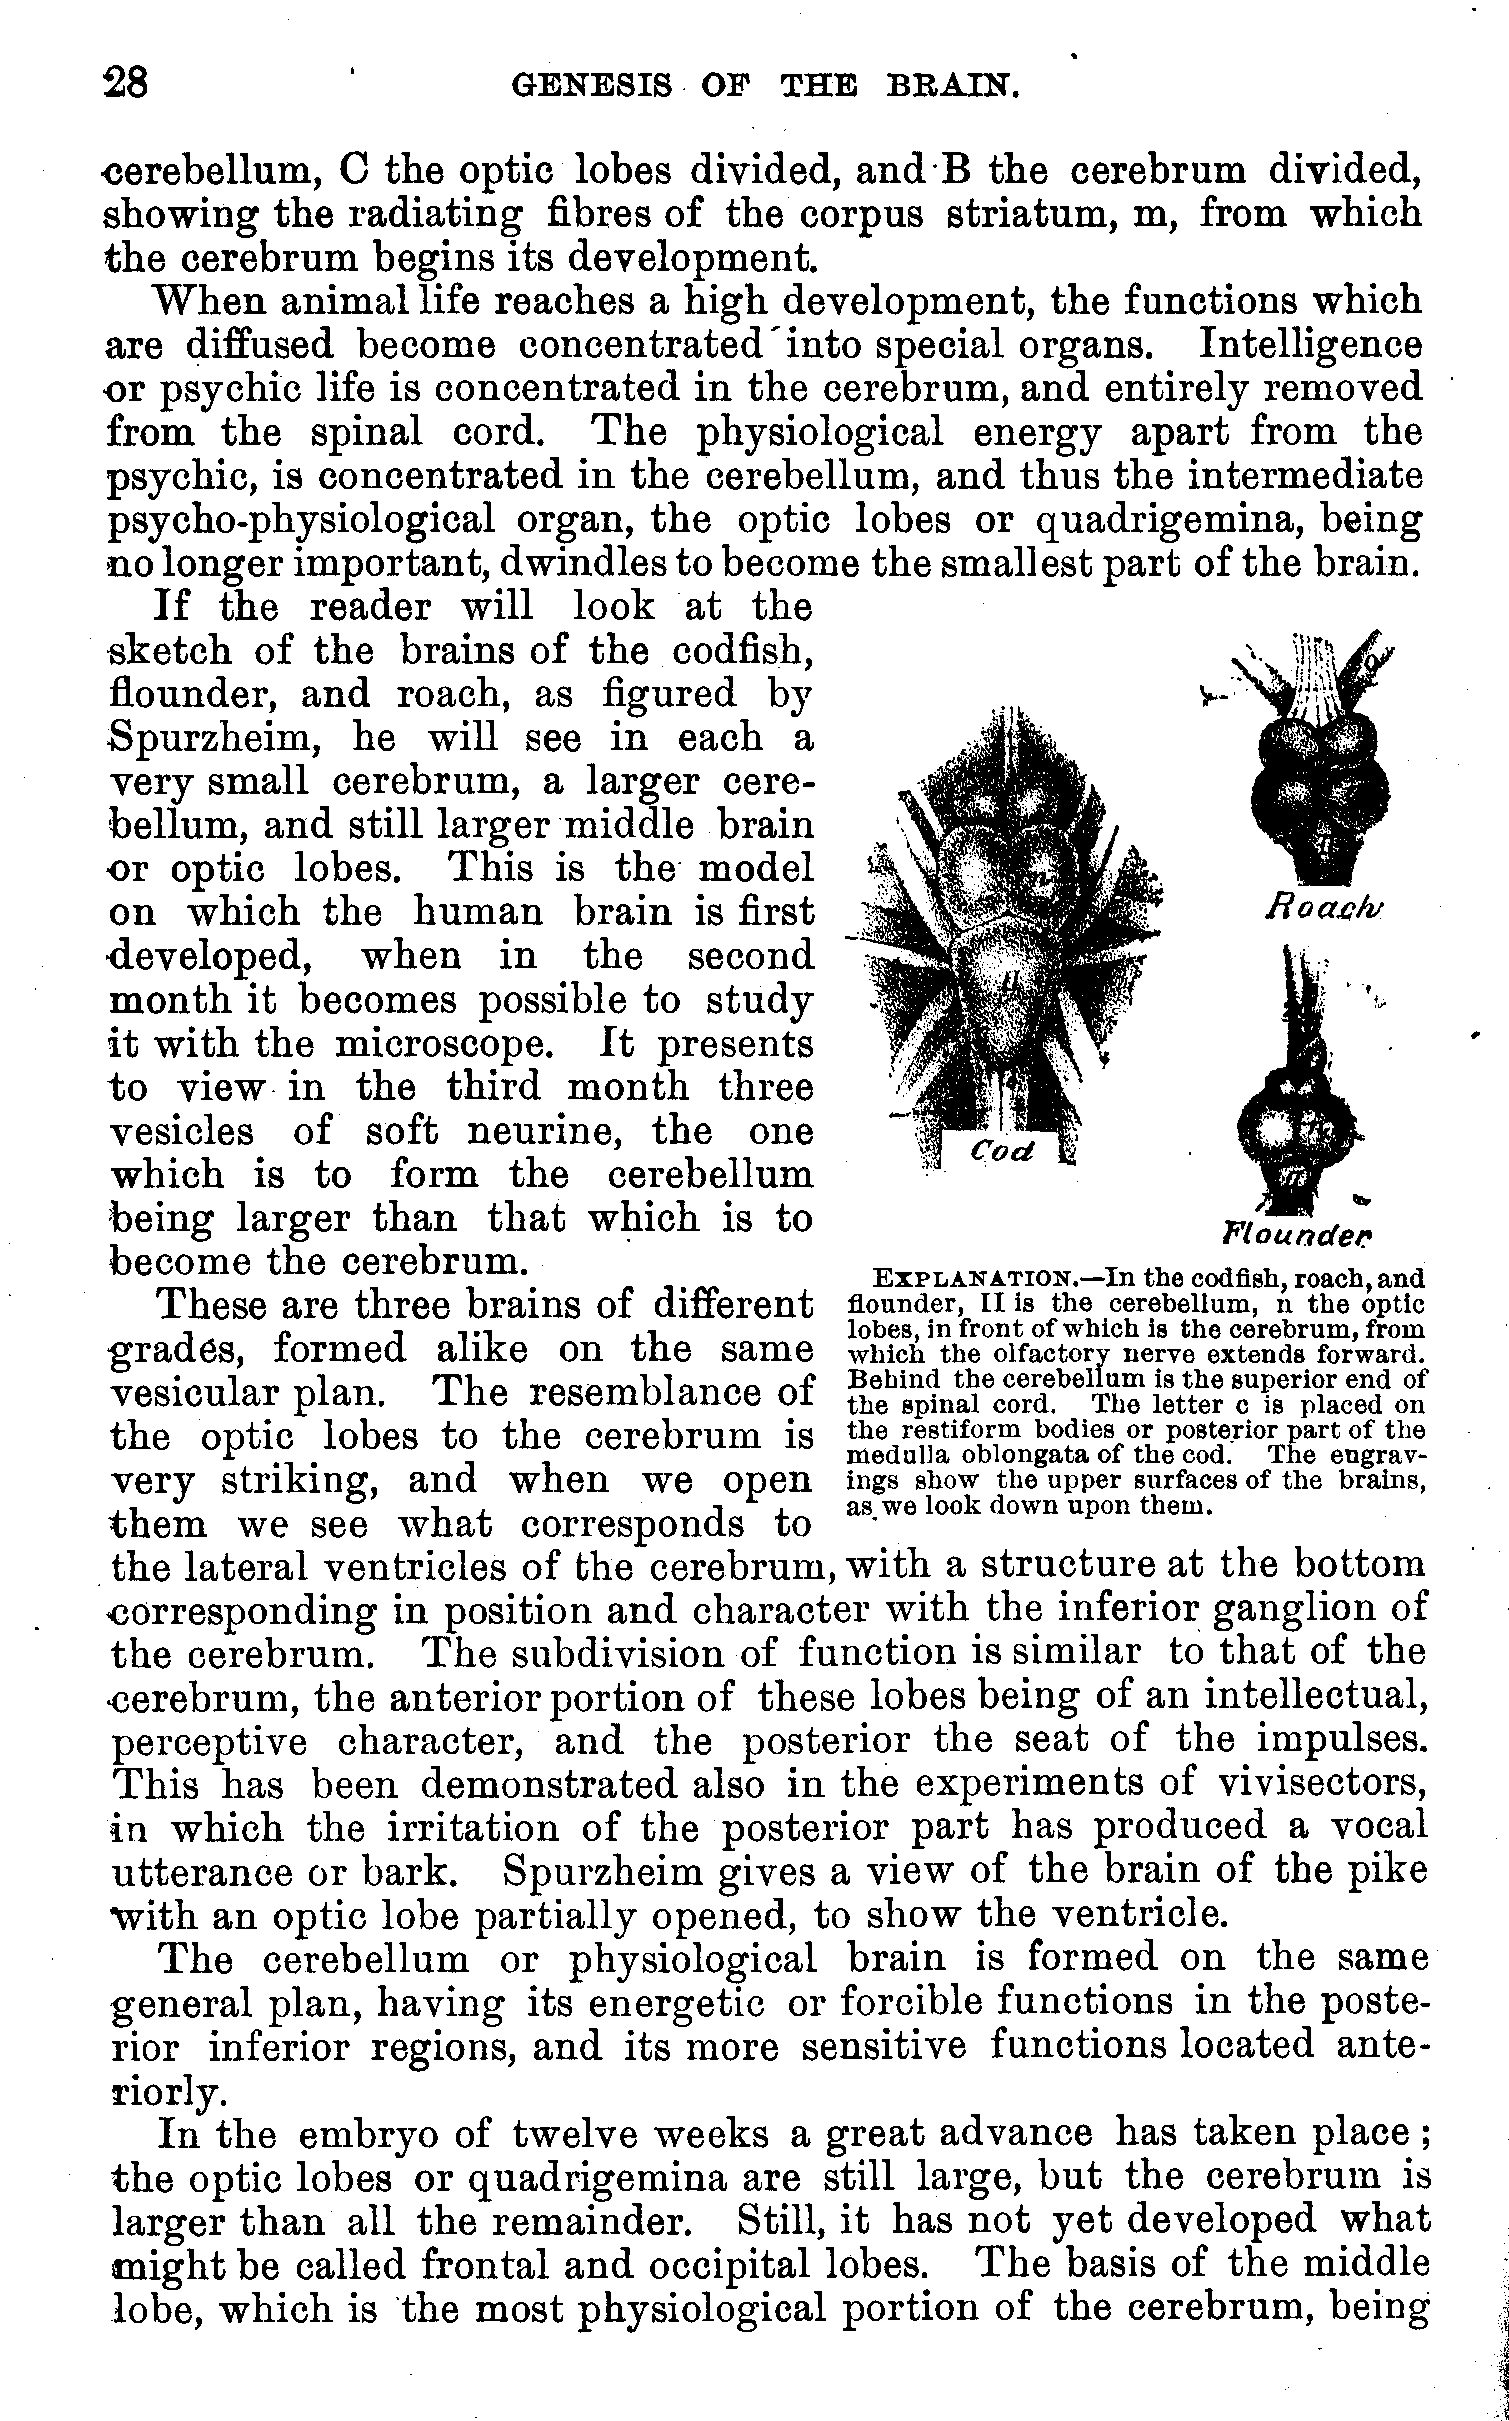 28 GENESIS OF THE BRAIN.
cerebellum, C the optic lobes divided, and B the cerebrum divided,
showing the radiating fibres of the corpus striatum, m, from which
the cerebrum begins its development.
When animal life reaches a high development, the functions which
are diffused become concentrated into special organs. Intelligence
or psychic life is concentrated in the cerebrum, and entirely removed
from the spinal cord. The physiological energy apart from the
psychic, is concentrated in the cerebellum, and thus the intermediate
psycho-physiological organ, the optic lobes or quadrigemina, being
no longer important, dwindles to become the smallest part of the brain.
If the reader will look at the
sketch of the brains of the codfish,
flounder, and roach, as figured by
Spurzheim, he will see in each a
very small cerebrum, a larger cere-
bellum, and still larger middle brain
or optic lobes. This is the model
on which the human brain is first
developed, when in the second
month it becomes possible to study
it with the microscope. It presents
to view in the third month three
vesicles of soft neurine, the one
which is to form the cerebellum
being larger than that which is to
become the cerebrum.
These are three brains of different
grades, formed alike on the same
vesicular plan. The resemblance of
the optic lobes to the cerebrum is
very striking, and when we open
them we see what corresponds to
Roach
Cod
Flounder
EXPLANATION.—In the codfish, roach, and
flounder, II is the cerebellum, n the optic
lobes, in front of which is the cerebrum, from
which the olfactory nerve extends forward.
Behind the cerebellum is the superior end of
the spinal cord. The letter c is placed on
the restiform bodies or posterior part of the
medulla oblongata of the cod. The engrav-
ings show the upper surfaces of the brains,
as we look down upon them.
the lateral ventricles of the cerebrum, with a structure at the bottom
corresponding in position and character with the inferior ganglion of
the cerebrum. The subdivision of function is similar to that of the
cerebrum, the anterior portion of these lobes being of an intellectual,
perceptive character, and the posterior the seat of the impulses.
This has been demonstrated also in the experiments of vivisectors,
in which the irritation of the posterior part has produced a vocal
utterance or bark. Spurzheim gives a view of the brain of the pike
with an optic lobe partially opened, to show the ventricle.
The cerebellum or physiological brain is formed on the same
general plan, having its energetic or forcible functions in the poste-
rior inferior regions, and its more sensitive functions located ante-
riorly.
In the embryo of twelve weeks a great advance has taken place;
the optic lobes or quadrigemina are still large, but the cerebrum is
larger than all the remainder. Still, it has not yet developed what
might be called frontal and occipital lobes. The basis of the middle
lobe, which is the most physiological portion of the cerebrum, being